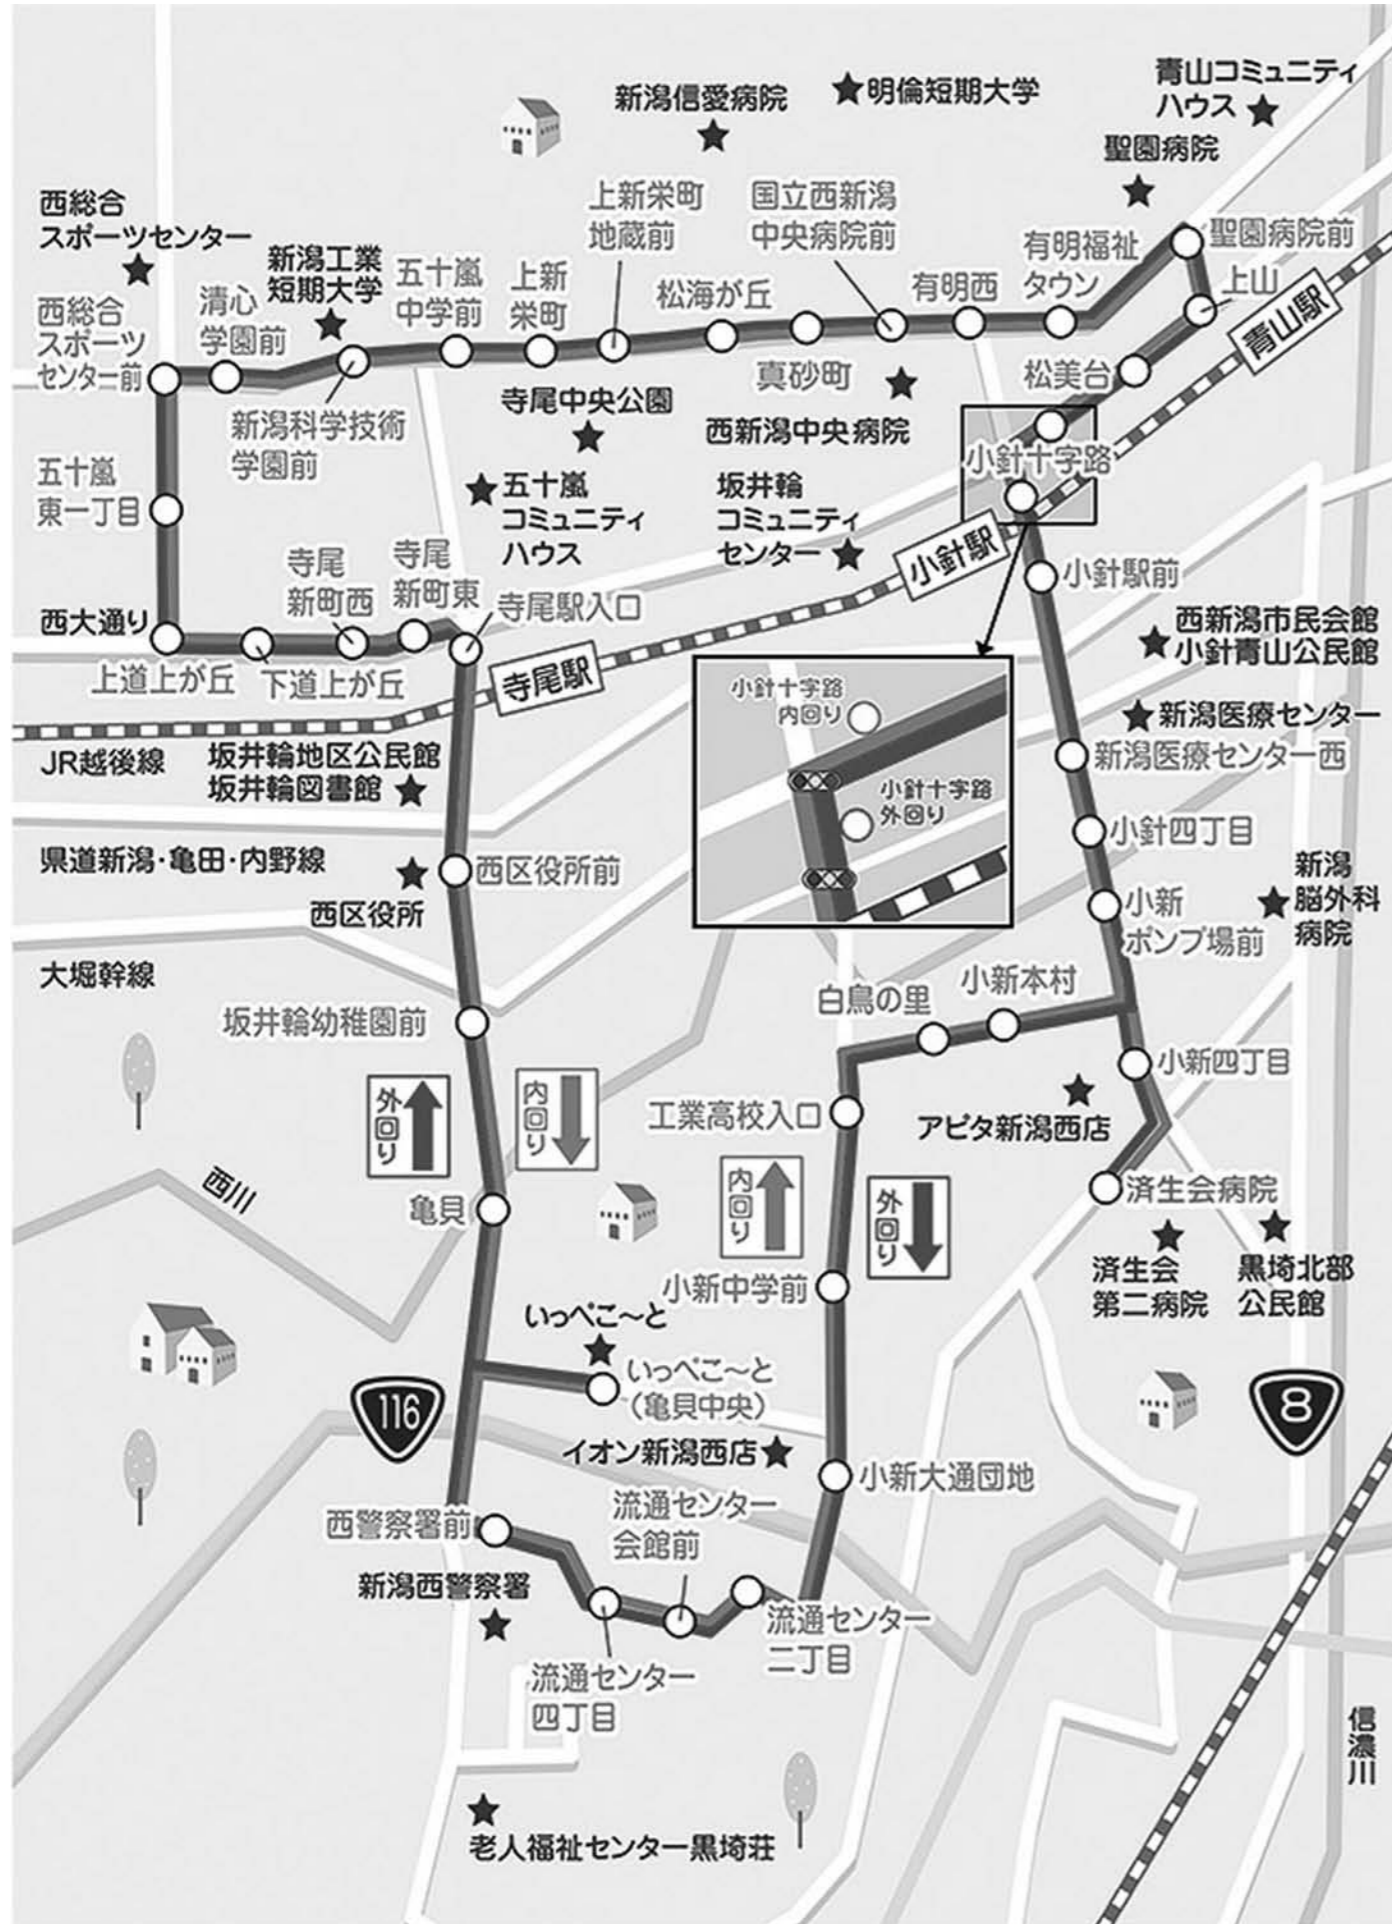 青山コミュニティ
ハウス
明倫短期大学
新潟信愛病院
聖園病院
西総合
スポーツセンター
新潟工業
短期大学
上新栄町
地蔵前
国立西新潟
中央病院前
有明福祉
タウン
聖園病院前
上山
青山駅
西総合
スポーツ
センター前
清心
学園前
五十嵐
中学前
上新
栄町
松海が丘
有明西
真砂町
松美台
新潟科学技術
学園前
寺尾中央公園
西新潟中央病院
小針十字路
五十嵐
東一丁目
五十嵐
コミュニティ
ハウス
坂井輪
コミュニティ
センター
小針駅
小針駅前
寺尾
新町西
寺尾
新町東
寺尾駅入口
西大通り
上道上が丘
下道上が丘
寺尾駅
西新潟市民会館
小針青山公民館
小針十字路
内回り
新潟医療センター
新潟医療センター西
JR越後線
坂井輪地区公民館
坂井輪図書館
小針十字路
外回り
小針四丁目
県道新潟・亀田・内野線
西区役所前
西区役所
新潟
脳外科
病院
小新
ポンプ場前
大堀幹線
小新本村
白鳥の里
坂井輪幼稚園前
小新四丁目
外回り
内回り
工業高校入口
アピタ新潟西店
内回り
外回り
西川
亀貝
済生会病院
済生会
第二病院
黒埼北部
公民館
小新中学前
いっぺこ～と
いっぺこ～と
(亀貝中央)
116
8
イオン新潟西店
小新大通団地
西警察署前
流通センター
会館前
新潟西警察署
流通センター
二丁目
流通センター
四丁目
信濃川
老人福祉センター黒埼荘